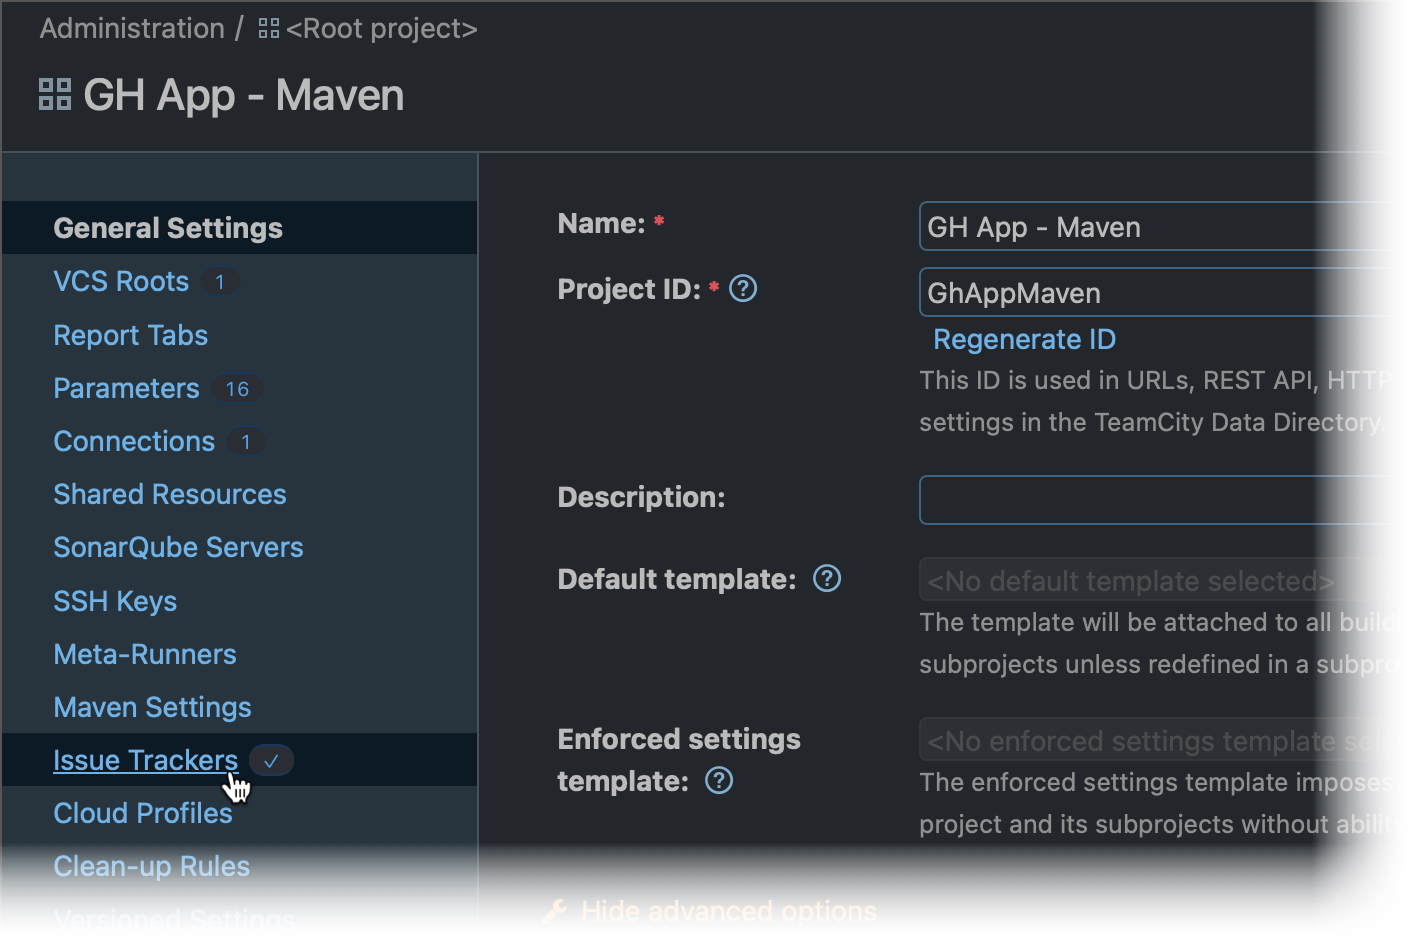 Administration / <Root project>
GH App - Maven
General Settings
VCS Roots 1
Report Tabs
Parameters 16
Connections 1
Shared Resources
SonarQube Servers
SSH Keys
Meta-Runners
Maven Settings
Issue Trackers ✓
Cloud Profiles
Clean-up Rules
Versioned Settings
Name: *
GH App - Maven
Project ID: * ?
GhAppMaven
Regenerate ID
This ID is used in URLs, REST API, HTTP
settings in the TeamCity Data Directory.
Description:
Default template: ?
<No default template selected>
The template will be attached to all build
subprojects unless redefined in a subpro
Enforced settings
template: ?
<No enforced settings template sele
The enforced settings template imposes
project and its subprojects without ability
Hide advanced options